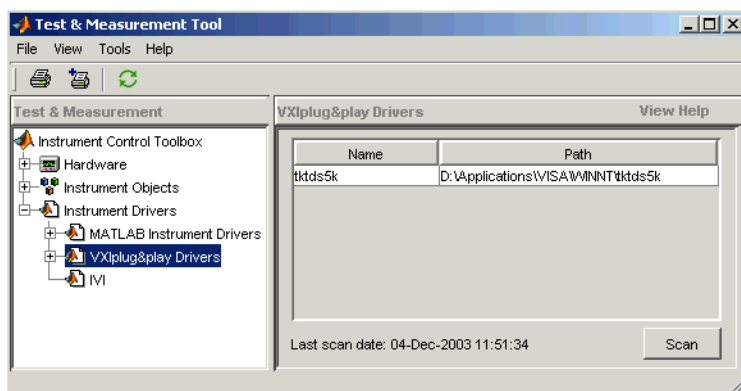 Test & Measurement Tool
File View Tools Help
Test & Measurement
Instrument Control Toolbox
Hardware
Instrument Objects
Instrument Drivers
MATLAB Instrument Drivers
VXIplug&play Drivers
IVI
VXIplug&play Drivers View Help
Name Path
tktds5k D:\Applications\VISA\WINNT\tktds5k
Last scan date: 04-Dec-2003 11:51:34 Scan